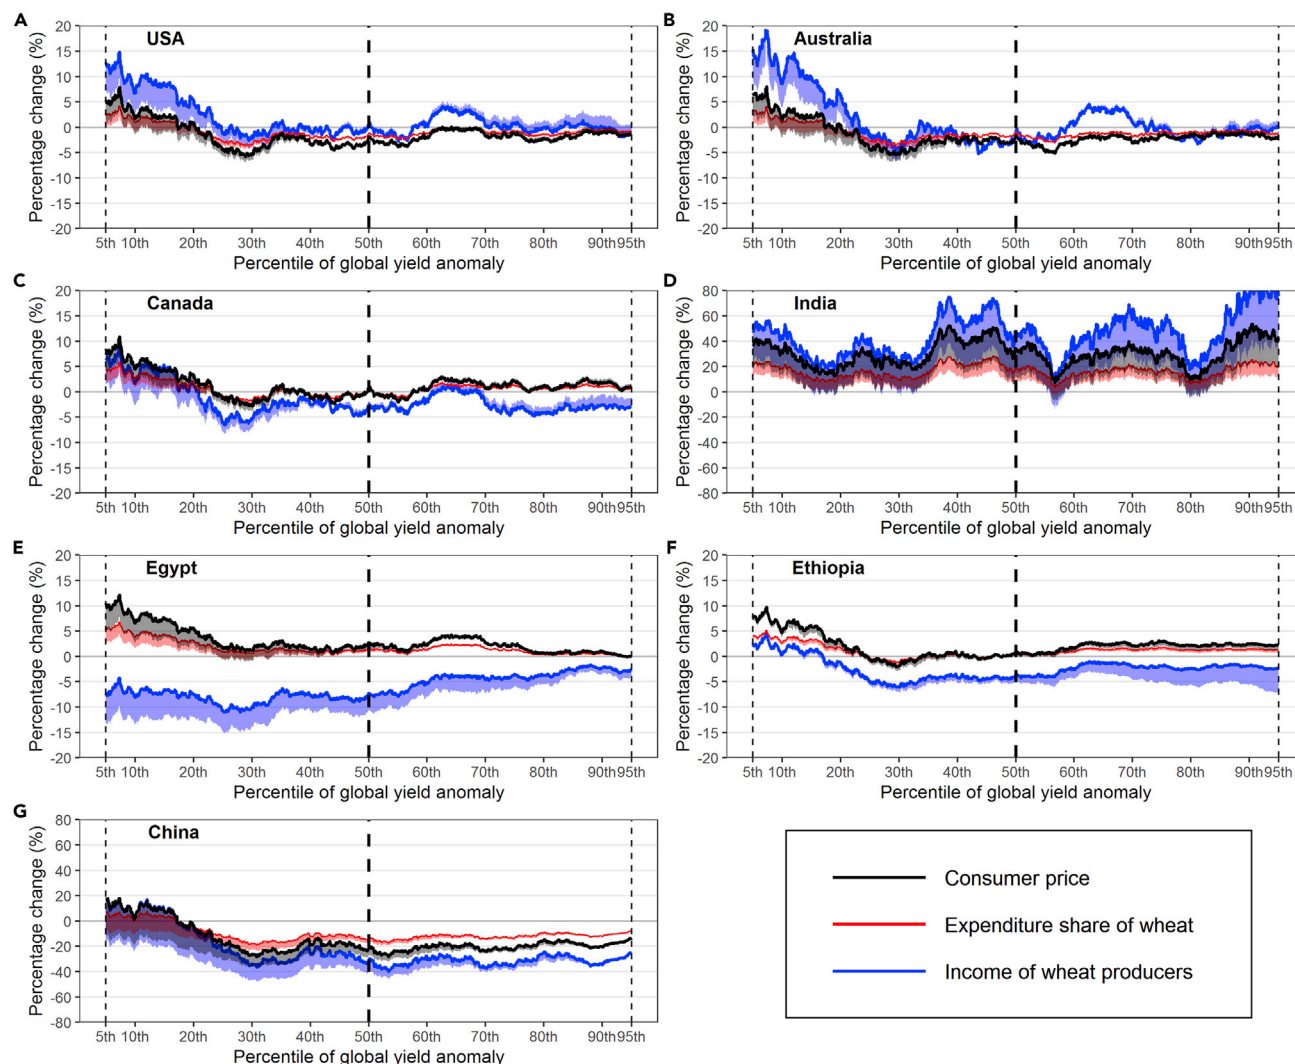 A
USA
Percentage change (%)
20
15
10
5
0
-5
-10
-15
-20
5th 10th 20th 30th 40th 50th 60th 70th 80th 90th 95th
Percentile of global yield anomaly
B
Australia
Percentage change (%)
20
15
10
5
0
-5
-10
-15
-20
5th 10th 20th 30th 40th 50th 60th 70th 80th 90th 95th
Percentile of global yield anomaly
C
Canada
Percentage change (%)
20
15
10
5
0
-5
-10
-15
-20
5th 10th 20th 30th 40th 50th 60th 70th 80th 90th 95th
Percentile of global yield anomaly
D
India
Percentage change (%)
80
60
40
20
0
-20
-40
-60
-80
5th 10th 20th 30th 40th 50th 60th 70th 80th 90th 95th
Percentile of global yield anomaly
E
Egypt
Percentage change (%)
20
15
10
5
0
-5
-10
-15
-20
5th 10th 20th 30th 40th 50th 60th 70th 80th 90th 95th
Percentile of global yield anomaly
F
Ethiopia
Percentage change (%)
20
15
10
5
0
-5
-10
-15
-20
5th 10th 20th 30th 40th 50th 60th 70th 80th 90th 95th
Percentile of global yield anomaly
G
China
Percentage change (%)
80
60
40
20
0
-20
-40
-60
-80
5th 10th 20th 30th 40th 50th 60th 70th 80th 90th 95th
Percentile of global yield anomaly
Consumer price
Expenditure share of wheat
Income of wheat producers